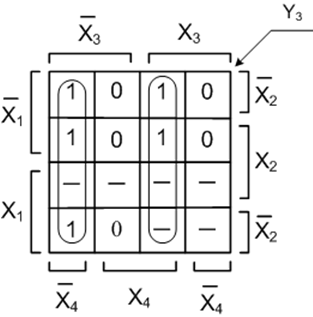 Y₃
X̅₃ X₃
1 0 1 0 X̅₂
X̅₁
1 0 1 0
X₂
– – – –
X₁
1 0 – – X̅₂
X̅₄ X₄ X̅₄